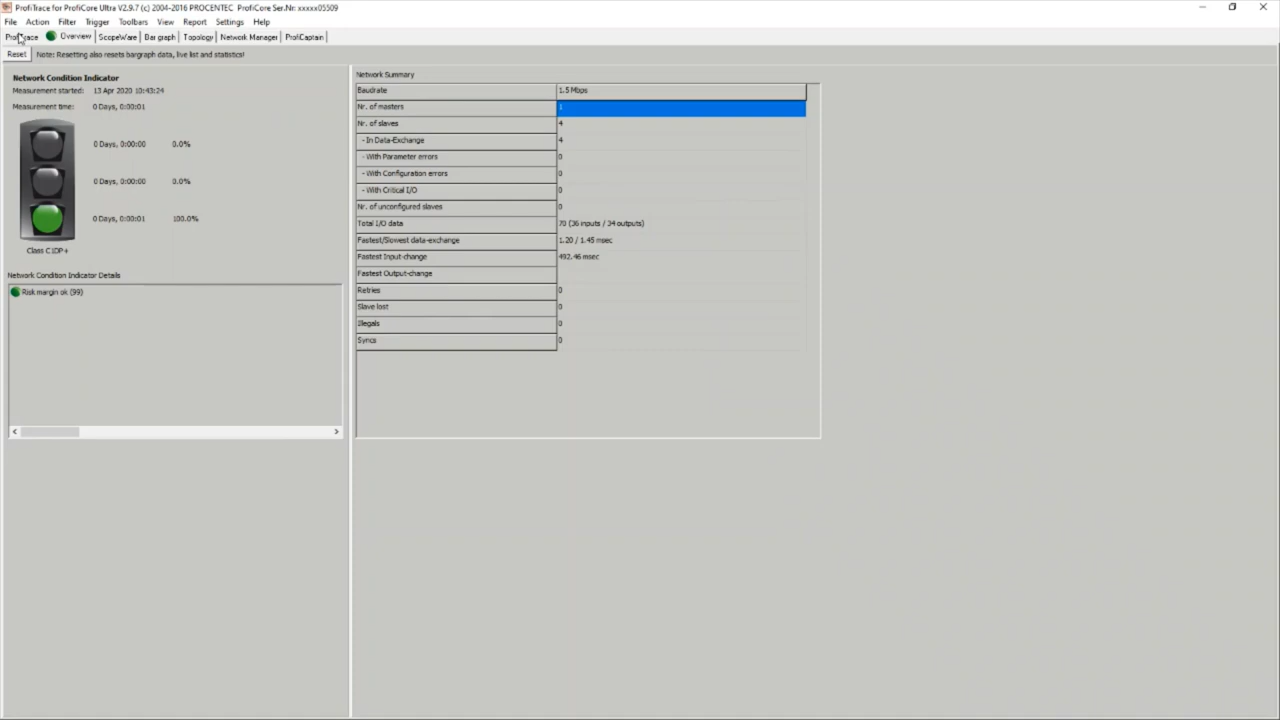 ProfiTrace for ProfiCore Ultra V2.9.7 (c) 2004-2016 PROCENTEC ProfiCore Ser.Nr: xxxxx05509
File Action Filter Trigger Toolbars View Report Settings Help
ProfiTrace Overview ScopeWare Bar graph Topology Network Manager ProfiCaptain
Reset Note: Resetting also resets bargraph data, live list and statistics!
Network Condition Indicator
Measurement started: 13 Apr 2020 10:43:24
Measurement time: 0 Days, 0:00:01
0 Days, 0:00:00 0.0%
0 Days, 0:00:00 0.0%
0 Days, 0:00:01 100.0%
Class C1DP+
Network Condition Indicator Details
Risk margin ok (99)
Network Summary
Baudrate 1.5 Mbps
Nr. of masters 1
Nr. of slaves 4
- In Data-Exchange 4
- With Parameter errors 0
- With Configuration errors 0
- With Critical I/O 0
Nr. of unconfigured slaves 0
Total I/O data 70 (36 inputs / 34 outputs)
Fastest/Slowest data-exchange 1.20 / 1.45 msec
Fastest Input-change 492.46 msec
Fastest Output-change
Retries 0
Slave lost 0
Illegals 0
Syncs 0